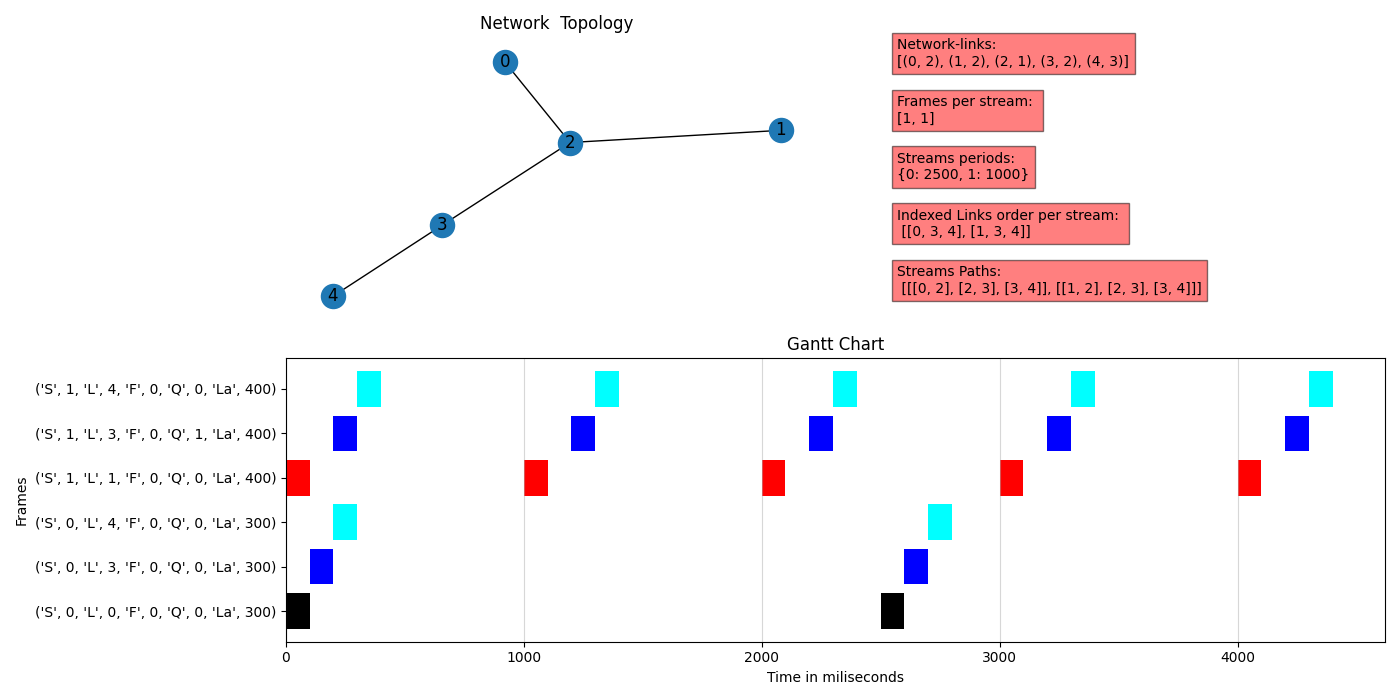 Network  Topology
0
1
2
3
4
Network-links:
[(0, 2), (1, 2), (2, 1), (3, 2), (4, 3)]
Frames per stream:
[1, 1]
Streams periods:
{0: 2500, 1: 1000}
Indexed Links order per stream:
[[0, 3, 4], [1, 3, 4]]
Streams Paths:
[[[0, 2], [2, 3], [3, 4]], [[1, 2], [2, 3], [3, 4]]]
Gantt Chart
Frames
('S', 1, 'L', 4, 'F', 0, 'Q', 0, 'La', 400)
('S', 1, 'L', 3, 'F', 0, 'Q', 1, 'La', 400)
('S', 1, 'L', 1, 'F', 0, 'Q', 0, 'La', 400)
('S', 0, 'L', 4, 'F', 0, 'Q', 0, 'La', 300)
('S', 0, 'L', 3, 'F', 0, 'Q', 0, 'La', 300)
('S', 0, 'L', 0, 'F', 0, 'Q', 0, 'La', 300)
0 1000 2000 3000 4000
Time in miliseconds